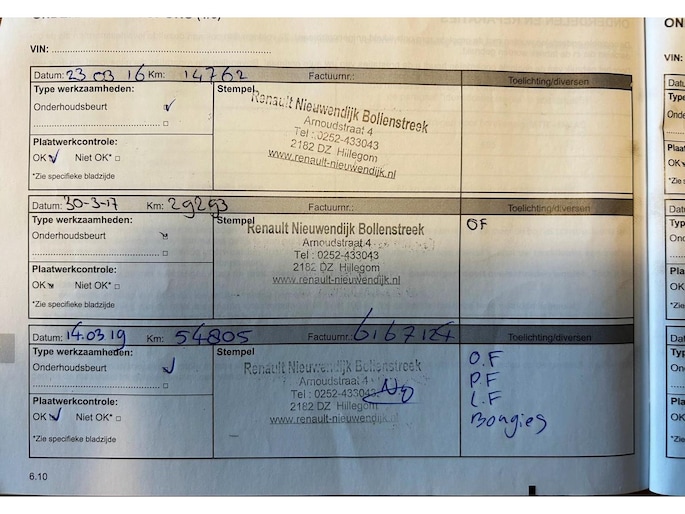 VIN:
Datum: 23 03 16 Km: 14762 Factuurnr.: Toelichting/diversen
Type werkzaamheden: Stempel
Onderhoudsbeurt
Renault Nieuwendijk Bollenstreek
Arnoudstraat 4
Tel : 0252-433043
2182 DZ Hillegom
www.renault-nieuwendijk.nl
Plaatwerkcontrole:
OK Niet OK*
*Zie specifieke bladzijde
Datum: 30-3-17 Km: 29293 Factuurnr.: Toelichting/diversen
Type werkzaamheden: Stempel
Onderhoudsbeurt
Renault Nieuwendijk Bollenstreek
Arnoudstraat 4
Tel : 0252-433043
2182 DZ Hillegom
www.renault-nieuwendijk.nl
OF
Plaatwerkcontrole:
OK Niet OK*
*Zie specifieke bladzijde
Datum: 14.03 19 Km: 54805 Factuurnr.: 6167124 Toelichting/diversen
Type werkzaamheden: Stempel
Onderhoudsbeurt
Renault Nieuwendijk Bollenstreek
Arnoudstraat 4
Tel : 0252-433043
2182 DZ Hillegom
www.renault-nieuwendijk.nl
O.F
P.F
L.F
Bougies
Plaatwerkcontrole:
OK Niet OK*
*Zie specifieke bladzijde
6.10
ON
VIN: